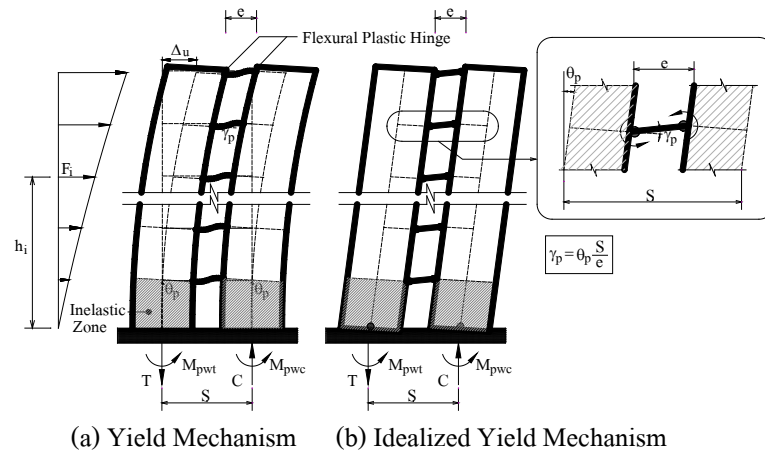 e
e
Δu
Flexural Plastic Hinge
θp
e
γp
γp
Fi
S
hi
γp = θp S/e
θp
θp
Inelastic
Zone
Mpwt
Mpwc
Mpwt
Mpwc
T
C
T
C
S
S
(a) Yield Mechanism
(b) Idealized Yield Mechanism